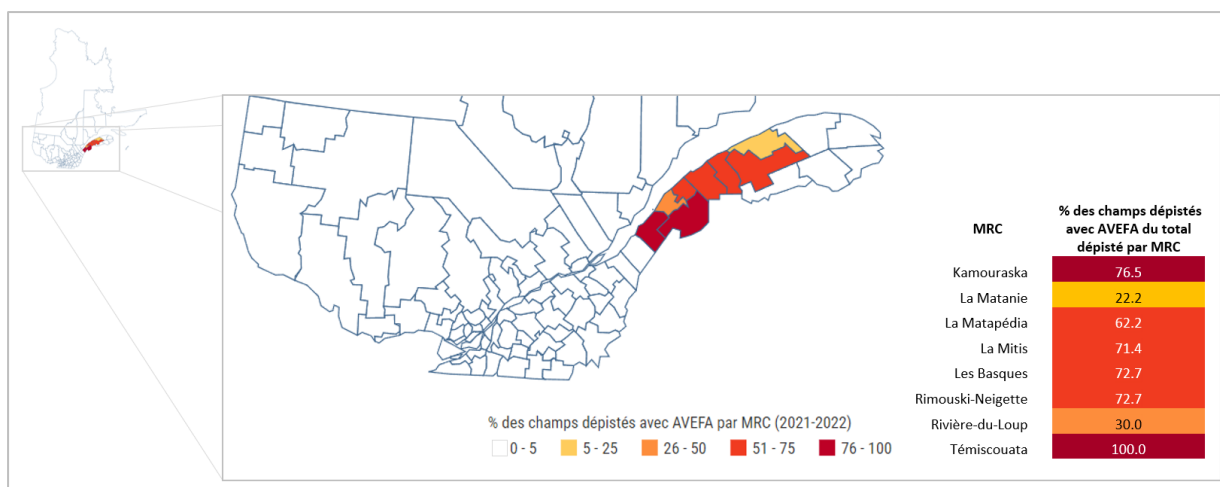 MRC
% des champs dépistés
avec AVEFA du total
dépisté par MRC
Kamouraska 76.5
La Matanie 22.2
La Matapédia 62.2
La Mitis 71.4
Les Basques 72.7
Rimouski-Neigette 72.7
Rivière-du-Loup 30.0
Témiscouata 100.0
% des champs dépistés avec AVEFA par MRC (2021-2022)
0 - 5 5 - 25 26 - 50 51 - 75 76 - 100